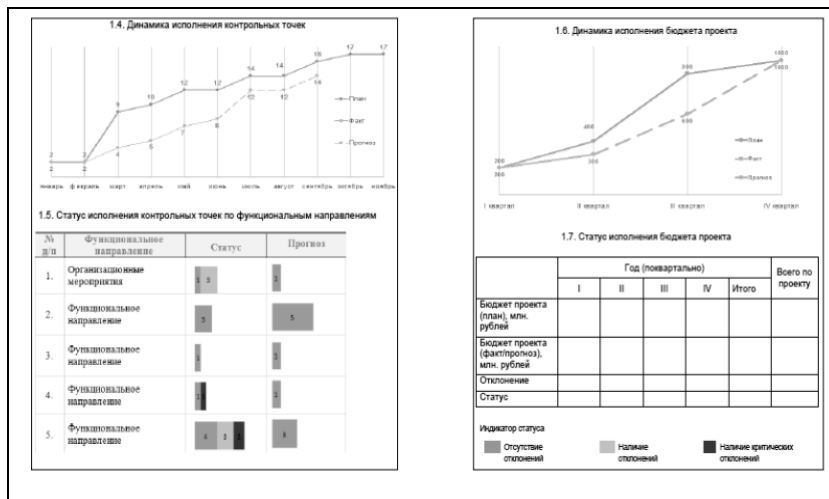 1.4. Динамика исполнения контрольных точек
17 17
16
14 14
14
12 12
12 12
10
9
8
7
5
4
2 2
2 2
План
Факт
Прогноз
январь февраль март апрель май июнь июль август сентябрь октябрь ноябрь
1.5. Статус исполнения контрольных точек по функциональным направлениям
№ п/п Функциональное направление Статус Прогноз
1. Организационные
мероприятия
2. Функциональное
направление
5
3. Функциональное
направление
4. Функциональное
направление
5. Функциональное
направление
1.6. Динамика исполнения бюджета проекта
400
300
200
План
Факт
Прогноз
I квартал II квартал III квартал IV квартал
1.7. Статус исполнения бюджета проекта
Год (поквартально) Всего по
проекту
I II III IV Итого
Бюджет проекта
(план), млн.
рублей
Бюджет проекта
(факт/прогноз),
млн. рублей
Отклонение
Статус
Индикатор статуса
Отсутствие
отклонений
Наличие
отклонений
Наличие критических
отклонений